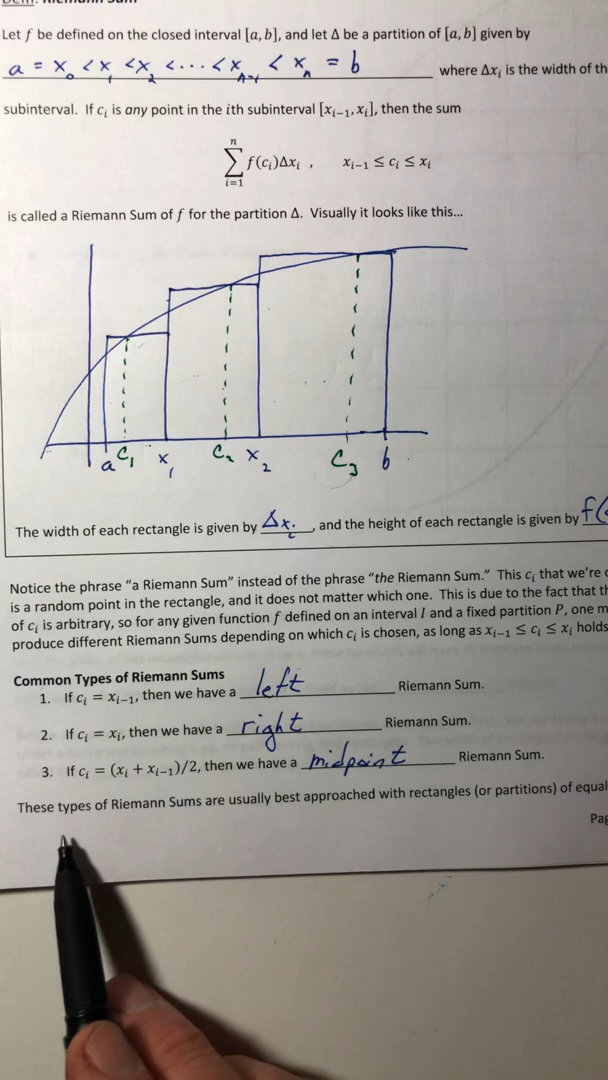 Def: Riemann Sum
Let f be defined on the closed interval [a, b], and let Δ be a partition of [a, b] given by
a = x₀ < x₁ < x₂ < ... < xₙ₋₁ < xₙ = b where Δxᵢ is the width of th
subinterval. If cᵢ is any point in the ith subinterval [xᵢ₋₁, xᵢ], then the sum
n
∑ f(cᵢ)Δxᵢ , xᵢ₋₁ ≤ cᵢ ≤ xᵢ
i=1
is called a Riemann Sum of f for the partition Δ. Visually it looks like this...
a c₁ x₁ c₂ x₂ c₃ b
The width of each rectangle is given by Δxᵢ, and the height of each rectangle is given by f(
Notice the phrase "a Riemann Sum" instead of the phrase "the Riemann Sum." This cᵢ that we're
is a random point in the rectangle, and it does not matter which one. This is due to the fact that
of cᵢ is arbitrary, so for any given function f defined on an interval I and a fixed partition P, one
produce different Riemann Sums depending on which cᵢ is chosen, as long as xᵢ₋₁ ≤ cᵢ ≤ xᵢ holds
Common Types of Riemann Sums
1. If cᵢ = xᵢ₋₁, then we have a left Riemann Sum.
2. If cᵢ = xᵢ, then we have a right Riemann Sum.
3. If cᵢ = (xᵢ + xᵢ₋₁)/2, then we have a midpoint Riemann Sum.
These types of Riemann Sums are usually best approached with rectangles (or partitions) of equal
Pag